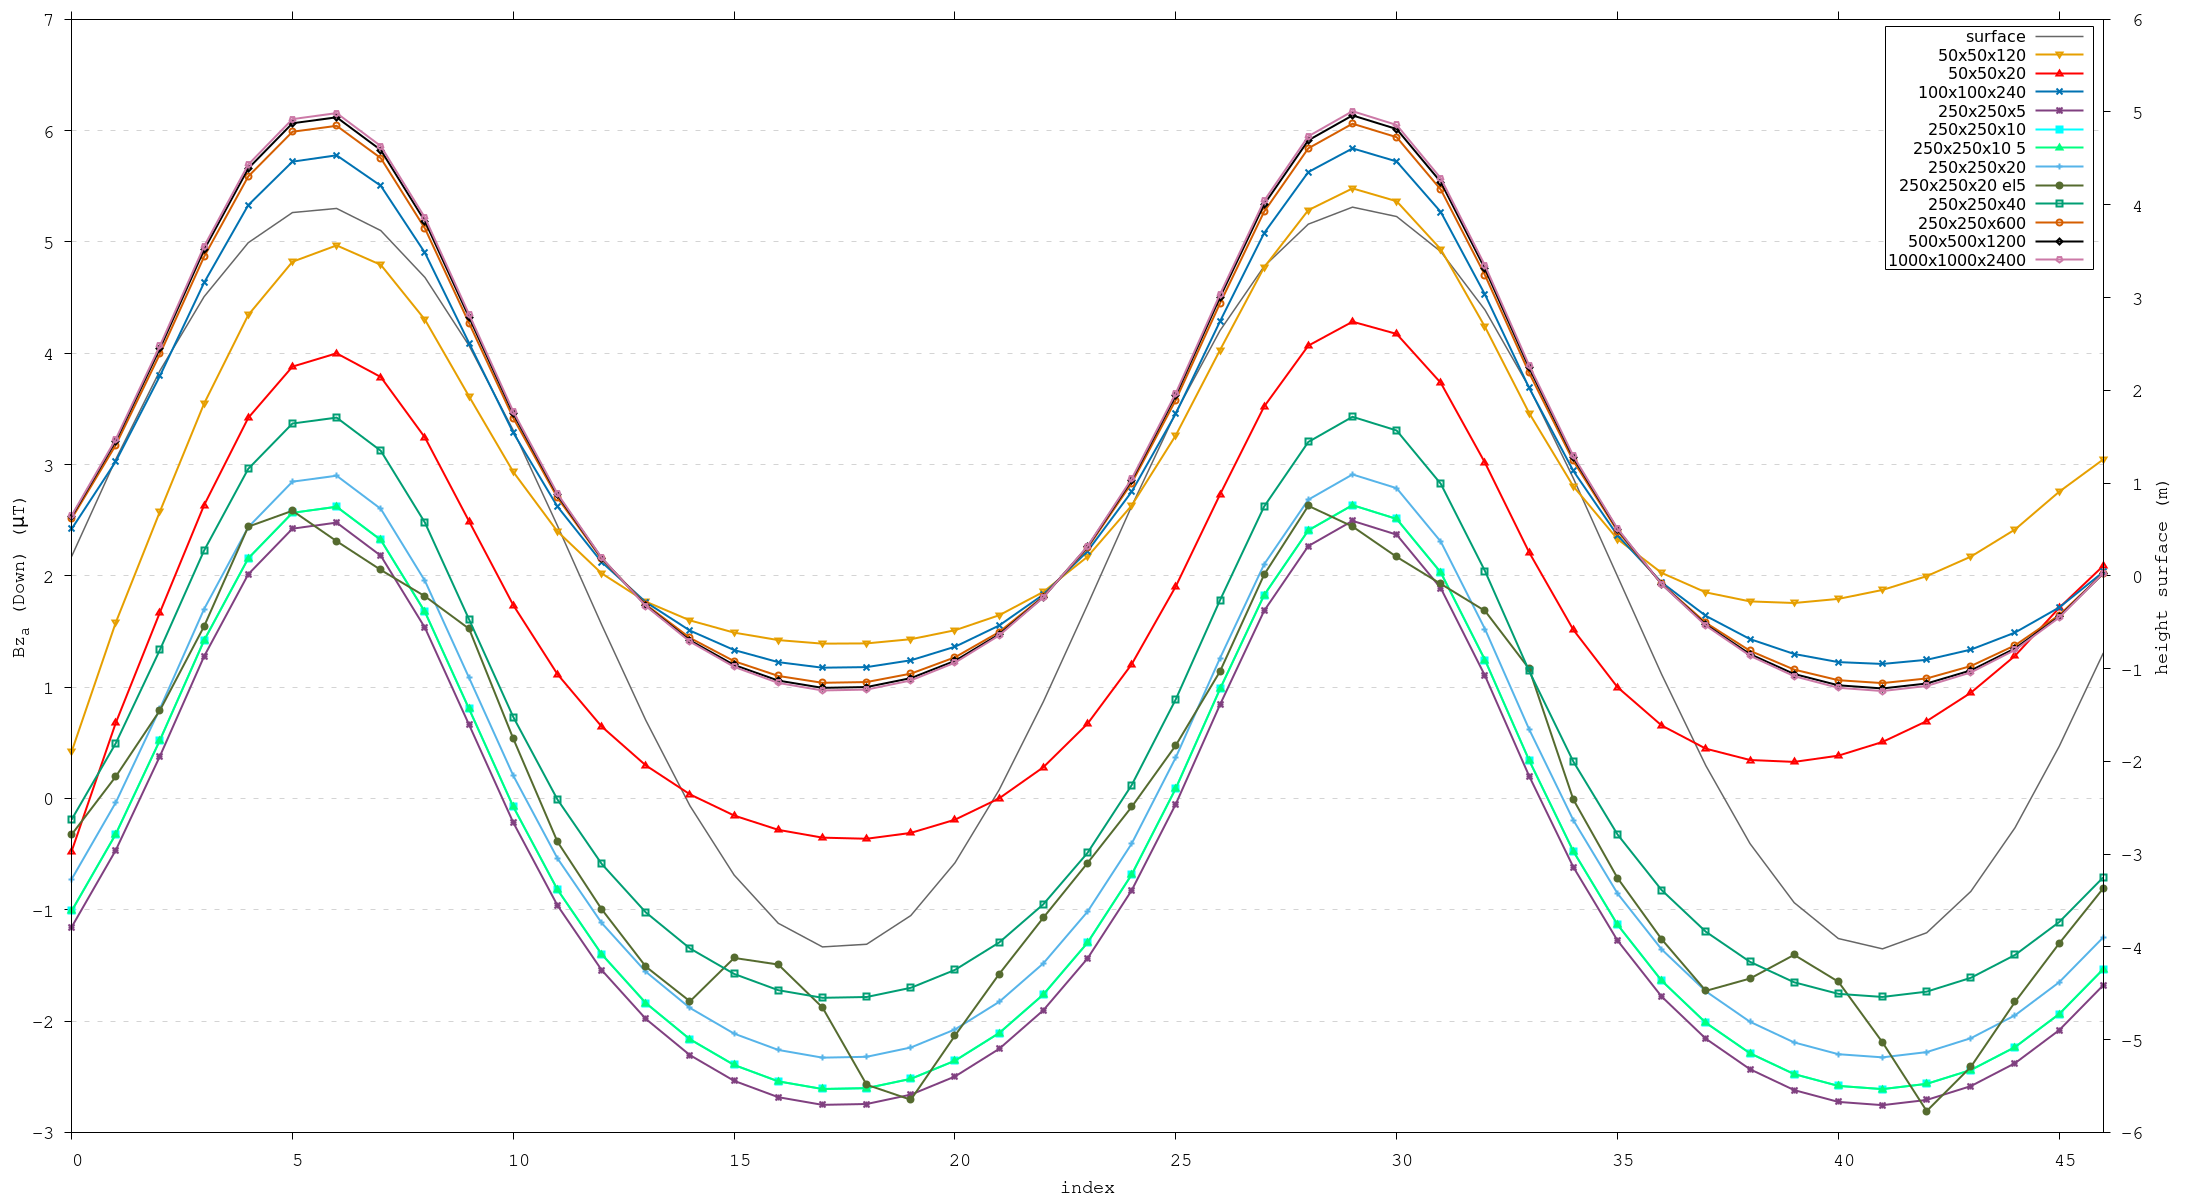 Bz_a (Down) (μT)
7
6
5
4
3
2
1
0
−1
−2
−3
0 5 10 15 20 25 30 35 40 45
index
6
5
4
3
2
1
0
−1
−2
−3
−4
−5
−6
height surface (m)
surface
50x50x120
50x50x20
100x100x240
250x250x5
250x250x10
250x250x10 5
250x250x20
250x250x20 el5
250x250x40
250x250x600
500x500x1200
1000x1000x2400